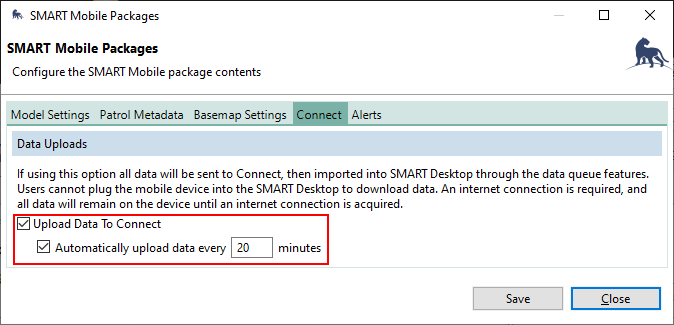 SMART Mobile Packages
SMART Mobile Packages
Configure the SMART Mobile package contents
Model Settings Patrol Metadata Basemap Settings Connect Alerts
Data Uploads
If using this option all data will be sent to Connect, then imported into SMART Desktop through the data queue features.
Users cannot plug the mobile device into the SMART Desktop to download data. An internet connection is required, and
all data will remain on the device until an internet connection is acquired.
Upload Data To Connect
Automatically upload data every 20 minutes
Save Close